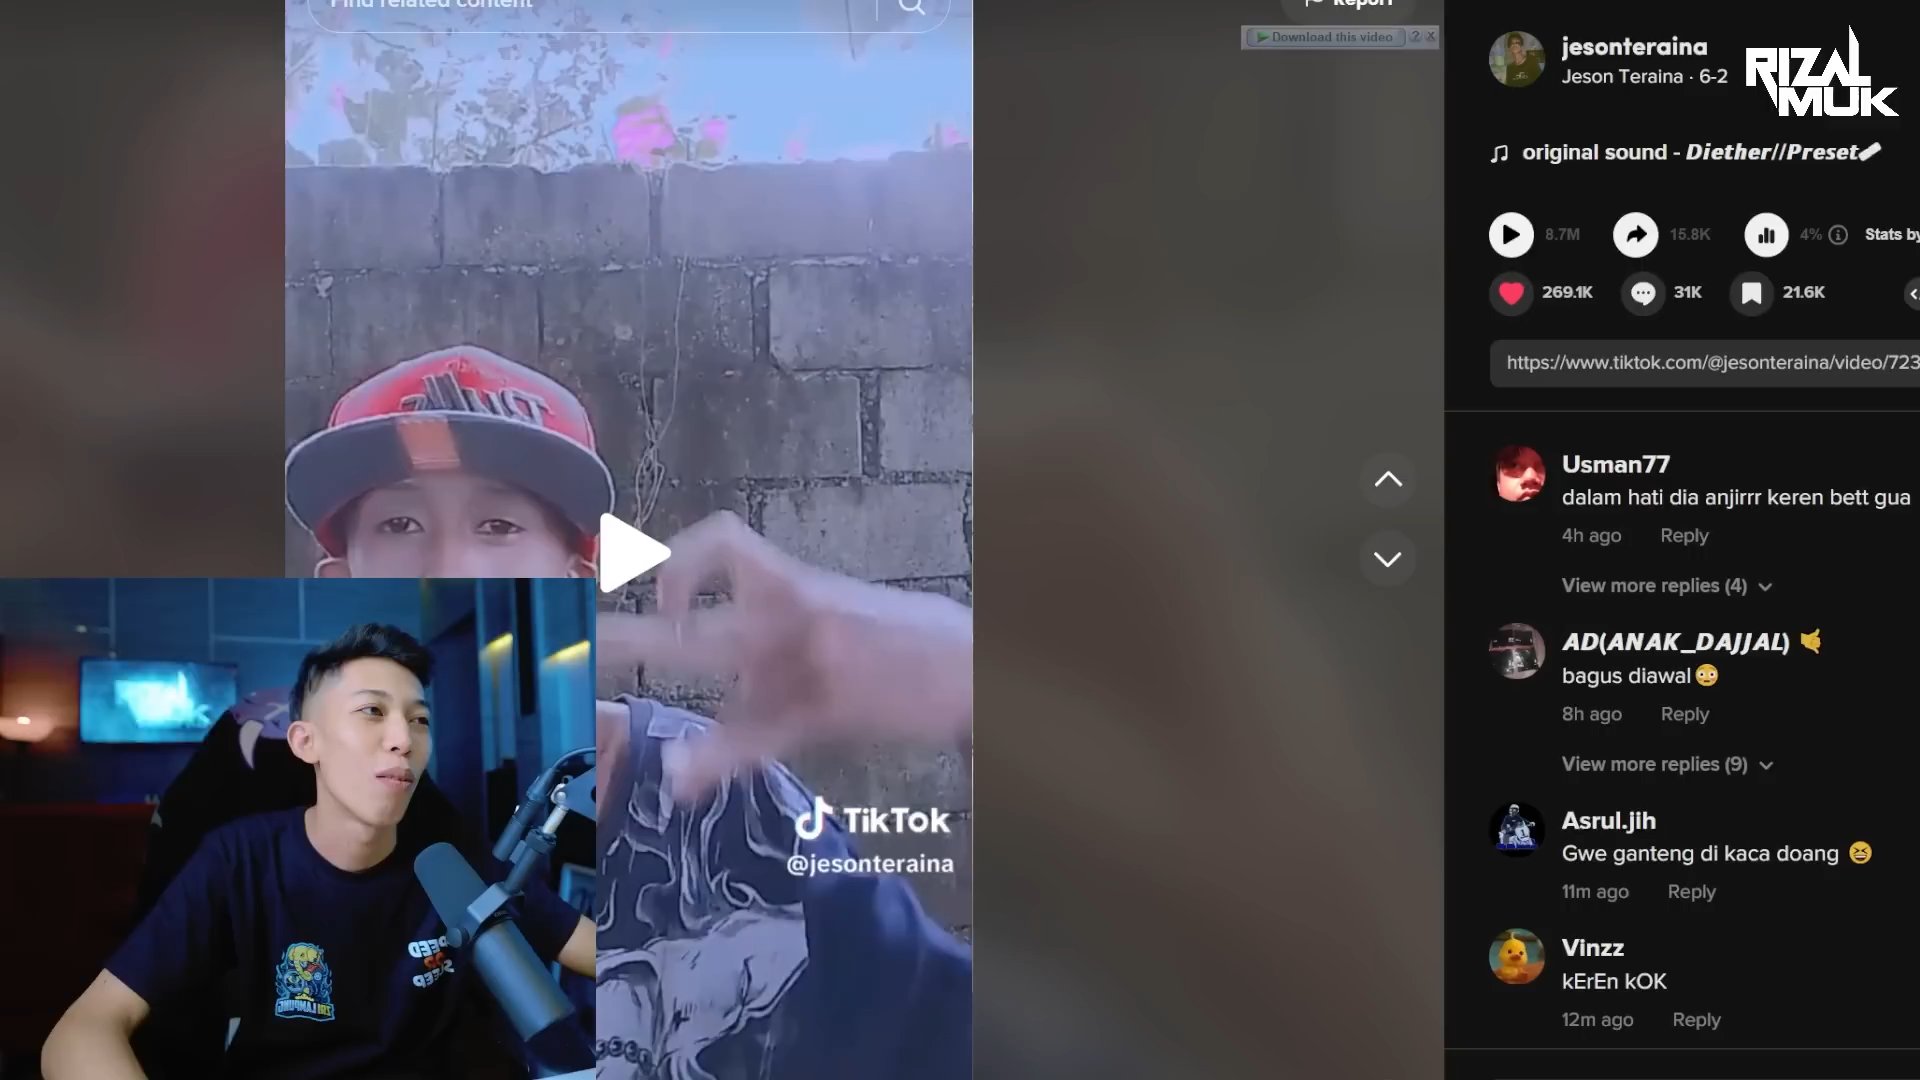 Find related content
Report
Download this video
?
X
jesonteraina
Jeson Teraina · 6-2
RIZAL
MUK
original sound - Diether//Preset
8.7M
15.8K
4%
Stats by
269.1K
31K
21.6K
https://www.tiktok.com/@jesonteraina/video/723
Usman77
dalam hati dia anjirrr keren bett gua
4h ago Reply
View more replies (4)
AD(ANAK_DAJJAL) 🤙
bagus diawal😳
8h ago Reply
View more replies (9)
Asrul.jih
Gwe ganteng di kaca doang 😆
11m ago Reply
Vinzz
kErEn kOK
12m ago Reply
TikTok
@jesonteraina